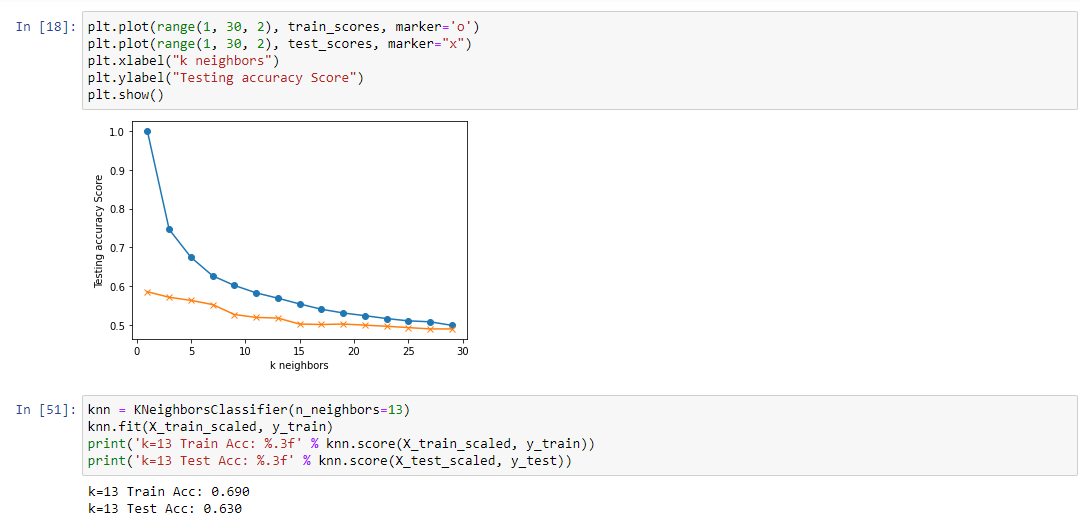 In [18]: plt.plot(range(1, 30, 2), train_scores, marker='o')
plt.plot(range(1, 30, 2), test_scores, marker="x")
plt.xlabel("k neighbors")
plt.ylabel("Testing accuracy Score")
plt.show()
Testing accuracy Score
1.0
0.9
0.8
0.7
0.6
0.5
0 5 10 15 20 25 30
k neighbors
In [51]: knn = KNeighborsClassifier(n_neighbors=13)
knn.fit(X_train_scaled, y_train)
print('k=13 Train Acc: %.3f' % knn.score(X_train_scaled, y_train))
print('k=13 Test Acc: %.3f' % knn.score(X_test_scaled, y_test))
k=13 Train Acc: 0.690
k=13 Test Acc: 0.630